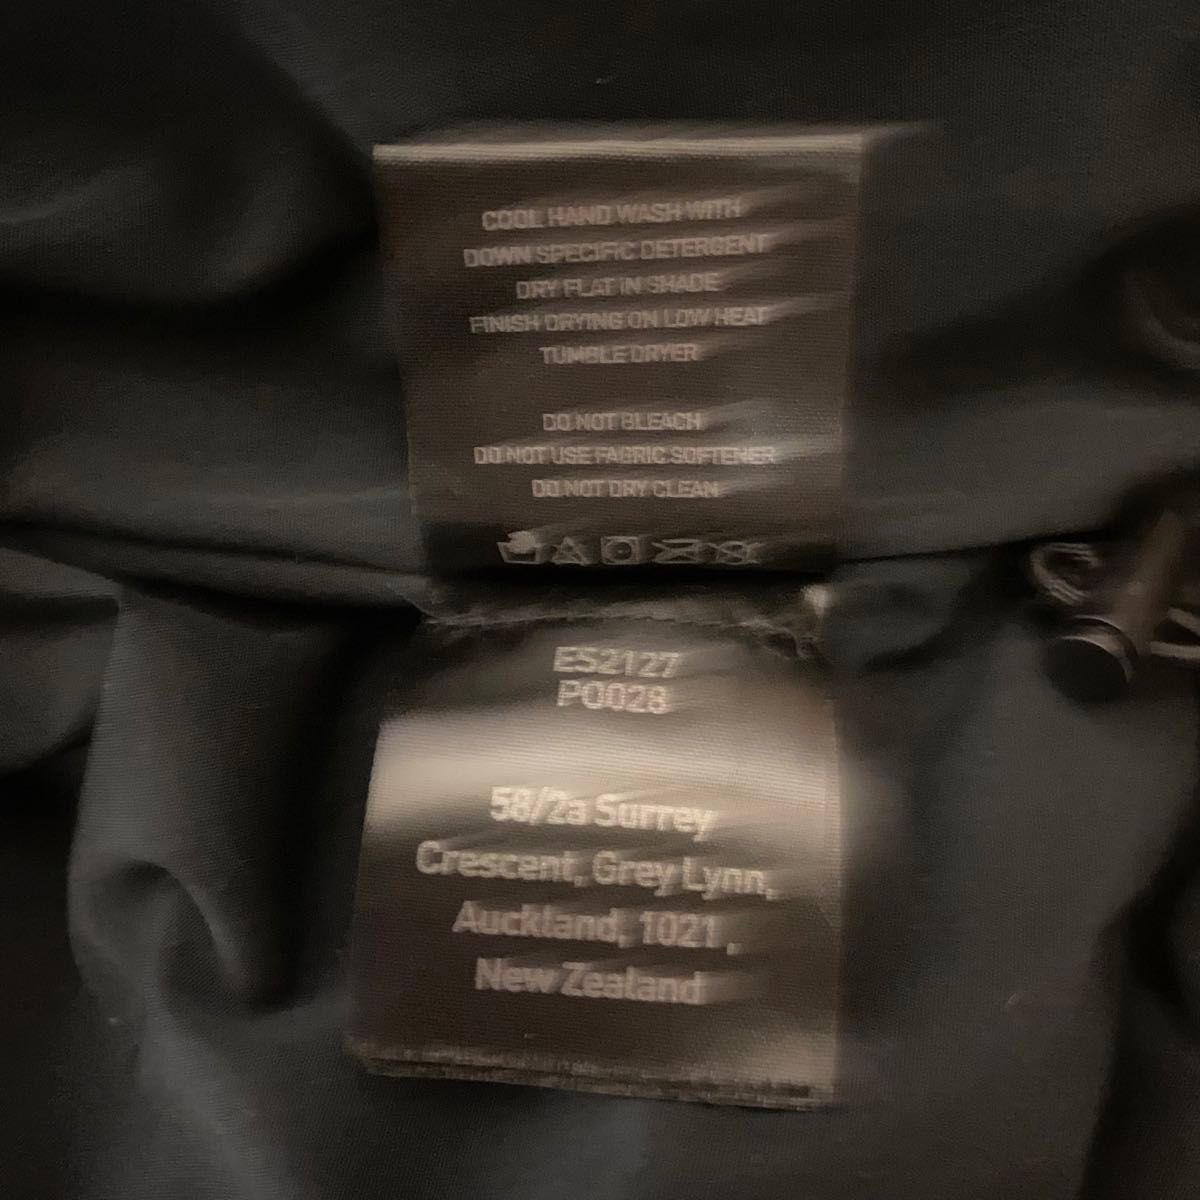 COOL HAND WASH WITH
DOWN SPECIFIC DETERGENT
DRY FLAT IN SHADE
FINISH DRYING ON LOW HEAT
TUMBLE DRYER
DO NOT BLEACH
DO NOT USE FABRIC SOFTENER
DO NOT DRY CLEAN
ES2127
PO028
58/2a Surrey
Crescent, Grey Lynn,
Auckland, 1021,
New Zealand